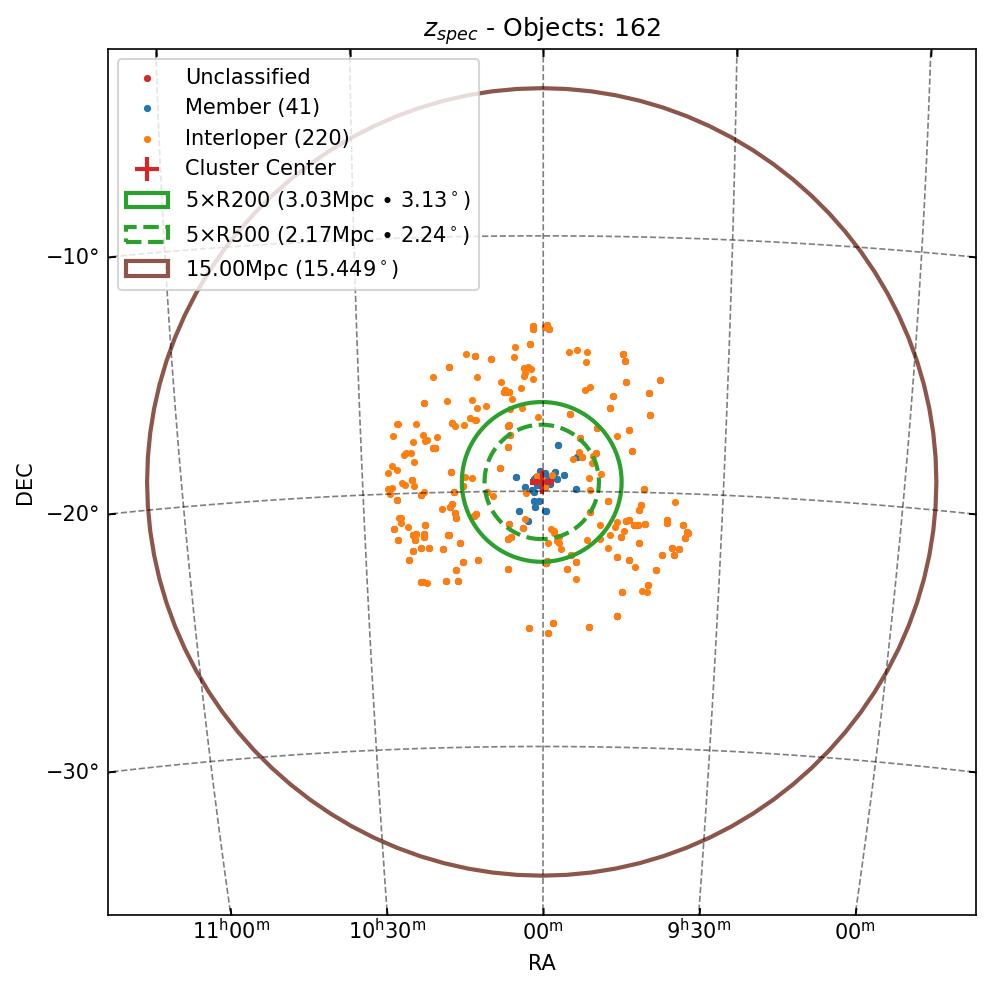 z_spec - Objects: 162
Unclassified
Member (41)
Interloper (220)
Cluster Center
5×R200 (3.03Mpc • 3.13°)
5×R500 (2.17Mpc • 2.24°)
15.00Mpc (15.449°)
−10°
−20°
−30°
DEC
11h00m 10h30m 00m 9h30m 00m
RA